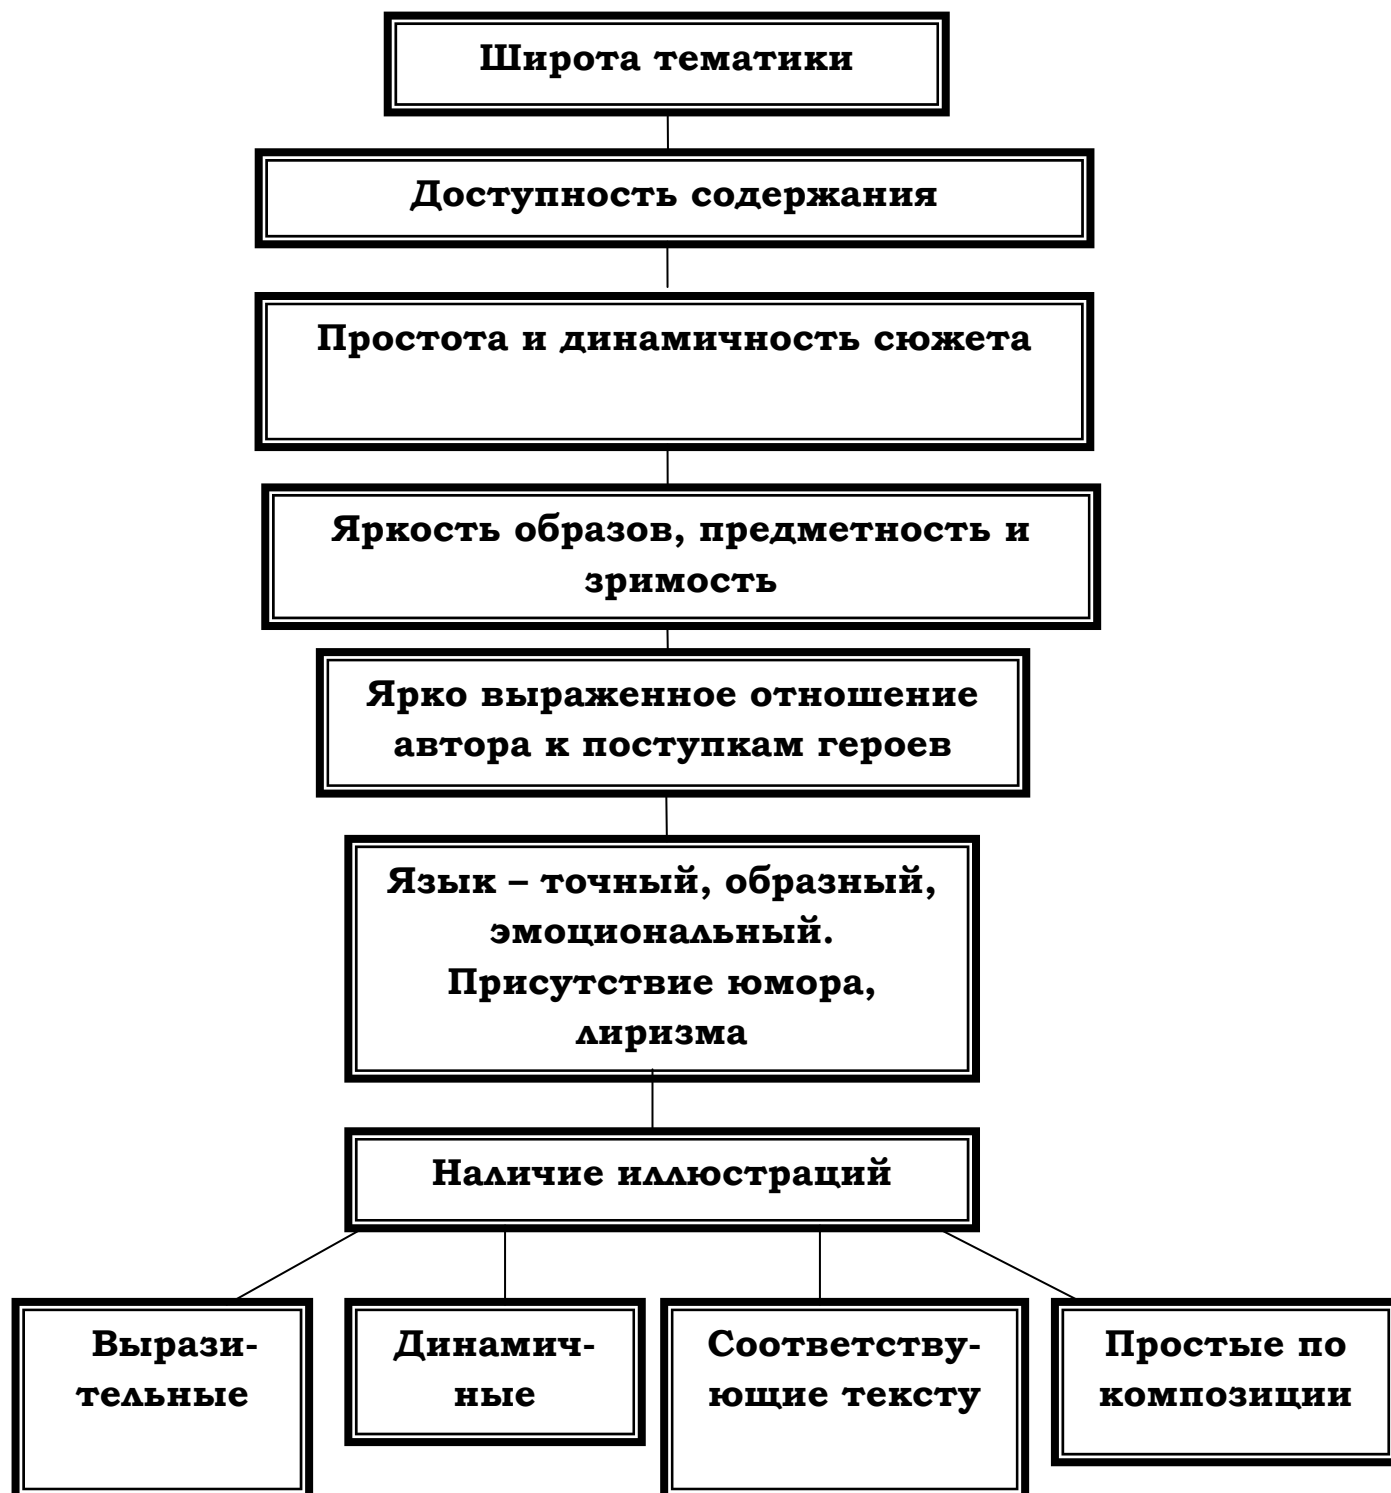 Широта тематики
Доступность содержания
Простота и динамичность сюжета
Яркость образов, предметность и
зримость
Ярко выраженное отношение
автора к поступкам героев
Язык – точный, образный,
эмоциональный.
Присутствие юмора,
лиризма
Наличие иллюстраций
Вырази-
тельные
Динамич-
ные
Соответству-
ющие тексту
Простые по
композиции